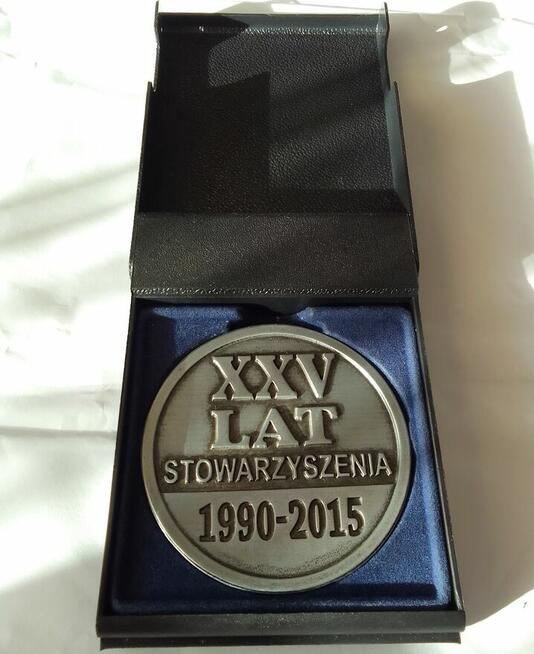 XXV
LAT
STOWARZYSZENIA
1990-2015